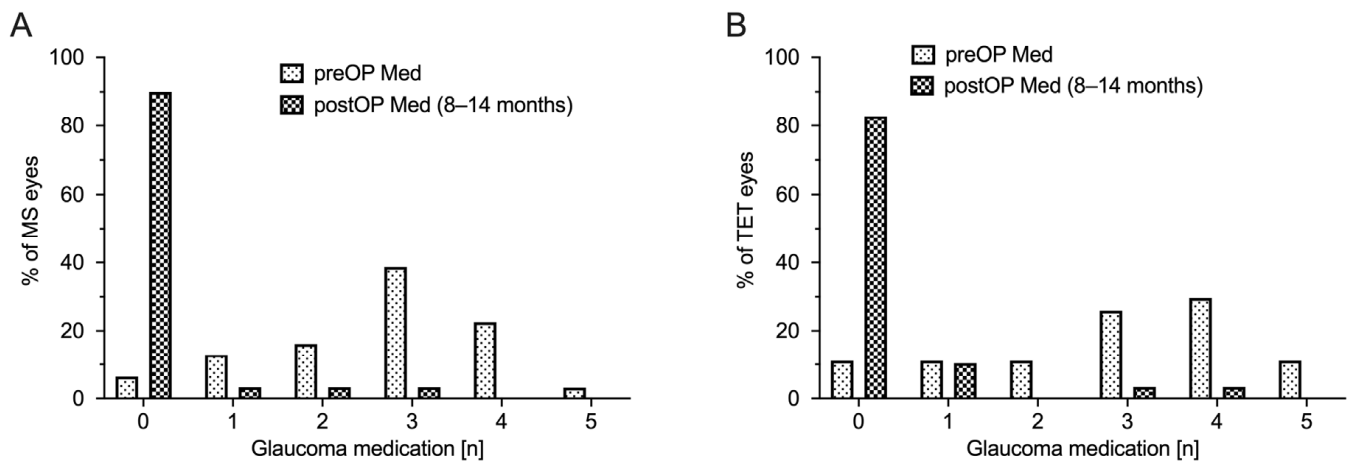 A
preOP Med
postOP Med (8–14 months)
% of MS eyes
100
80
60
40
20
0
0 1 2 3 4 5
Glaucoma medication [n]
B
preOP Med
postOP Med (8–14 months)
% of TET eyes
100
80
60
40
20
0
0 1 2 3 4 5
Glaucoma medication [n]